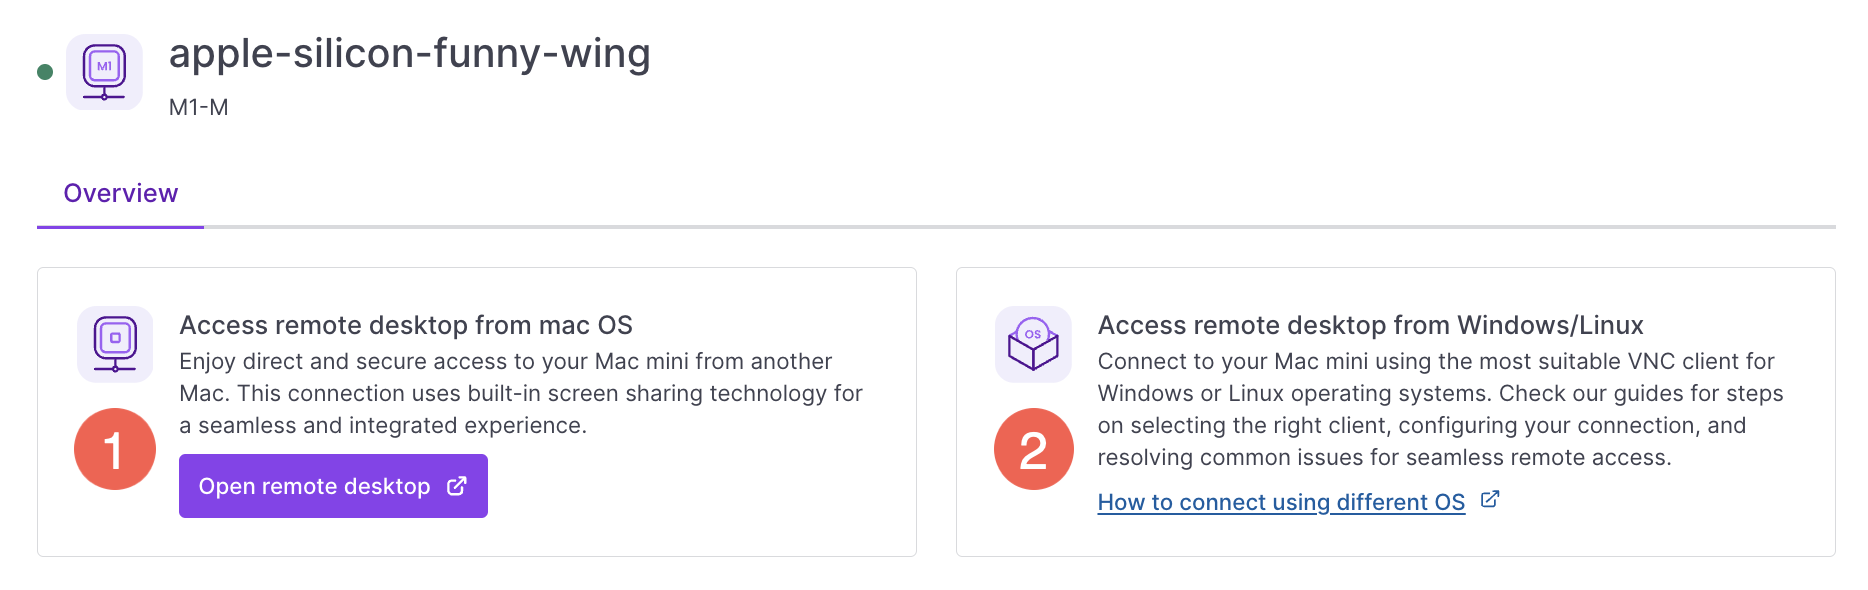 M1
apple-silicon-funny-wing
M1-M
Overview
Access remote desktop from mac OS
Enjoy direct and secure access to your Mac mini from another
Mac. This connection uses built-in screen sharing technology for
a seamless and integrated experience.
1
Open remote desktop
OS
Access remote desktop from Windows/Linux
Connect to your Mac mini using the most suitable VNC client for
Windows or Linux operating systems. Check our guides for steps
on selecting the right client, configuring your connection, and
resolving common issues for seamless remote access.
2
How to connect using different OS